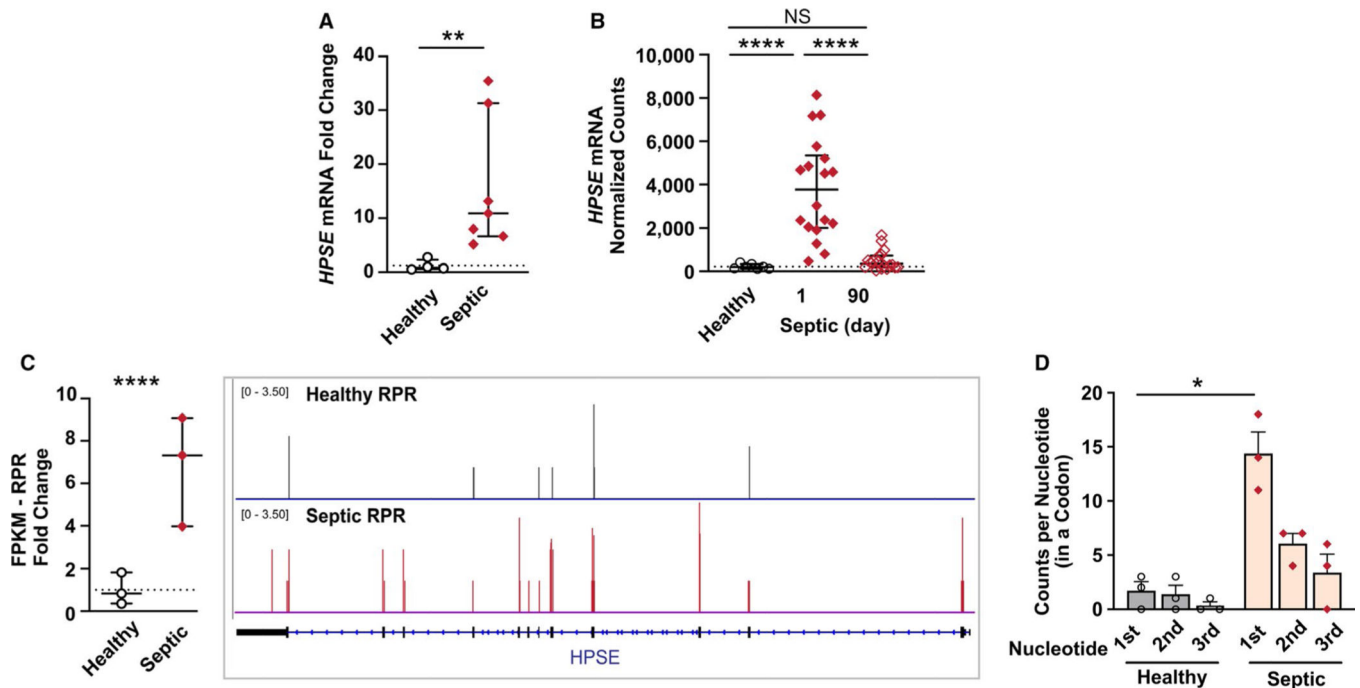 A
**
HPSE mRNA Fold Change
40
30
20
10
0
Healthy
Septic
B
NS
**** ****
HPSE mRNA
Normalized Counts
10,000
8,000
6,000
4,000
2,000
0
Healthy
1 90
Septic (day)
C
****
FPKM - RPR
Fold Change
10
8
6
4
2
0
Healthy
Septic
[0 - 3.50] Healthy RPR
[0 - 3.50] Septic RPR
HPSE
D
*
Counts per Nucleotide
(in a Codon)
20
15
10
5
0
Nucleotide 1st 2nd 3rd 1st 2nd 3rd
Healthy Septic